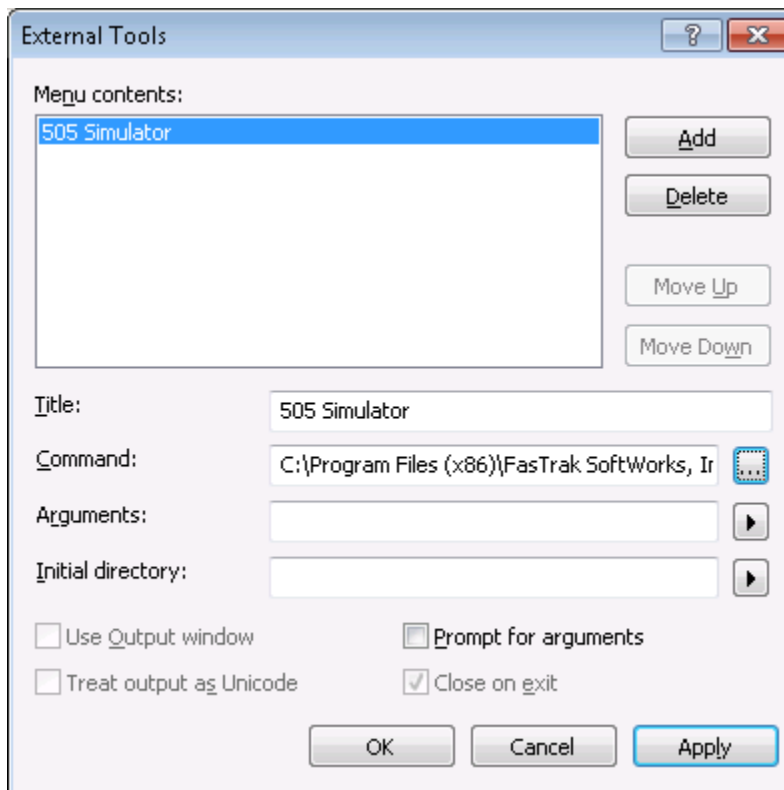 External Tools
Menu contents:
505 Simulator
Add
Delete
Move Up
Move Down
Title:
505 Simulator
Command:
C:\Program Files (x86)\FasTrak SoftWorks, Ir
...
Arguments:
Initial directory:
Use Output window
Prompt for arguments
Treat output as Unicode
Close on exit
OK
Cancel
Apply